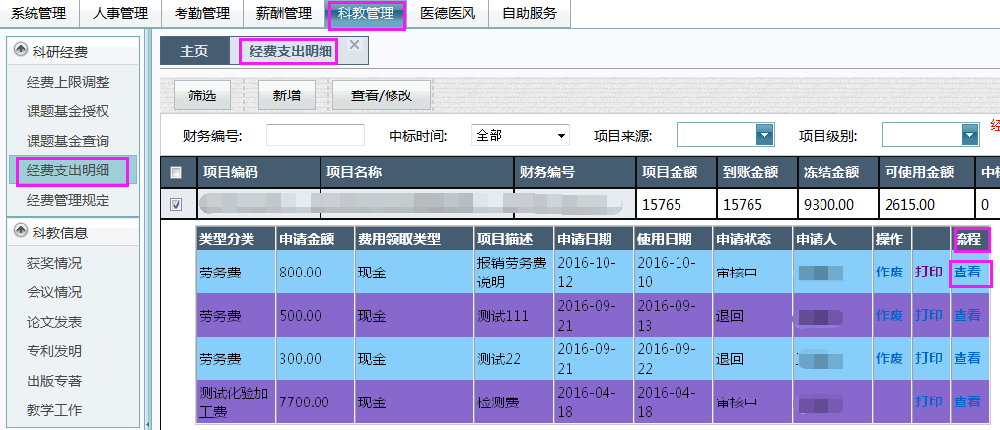 系统管理 人事管理 考勤管理 薪酬管理 科教管理 医德医风 自助服务
科研经费
经费上限调整
课题基金授权
课题基金查询
经费支出明细
经费管理规定
科教信息
获奖情况
会议情况
论文发表
专利发明
出版专著
教学工作
主页 经费支出明细
筛选 新增 查看/修改
财务编号: 中标时间: 全部 项目来源: 项目级别:
项目编码 项目名称 财务编号 项目金额 到账金额 冻结金额 可使用金额 中标
15765 15765 9300.00 2615.00 0
类型分类 申请金额 费用领取类型 项目描述 申请日期 使用日期 申请状态 申请人 操作 流程
劳务费 800.00 现金 报销劳务费说明 2016-10-12 2016-10-10 审核中 作废 打印 查看
劳务费 500.00 现金 测试111 2016-09-21 2016-09-13 退回 作废 打印 查看
劳务费 300.00 现金 测试22 2016-09-21 2016-09-22 退回 作废 打印 查看
测试化验加工费 7700.00 现金 检测费 2016-04-18 2016-04-18 审核中 打印 查看